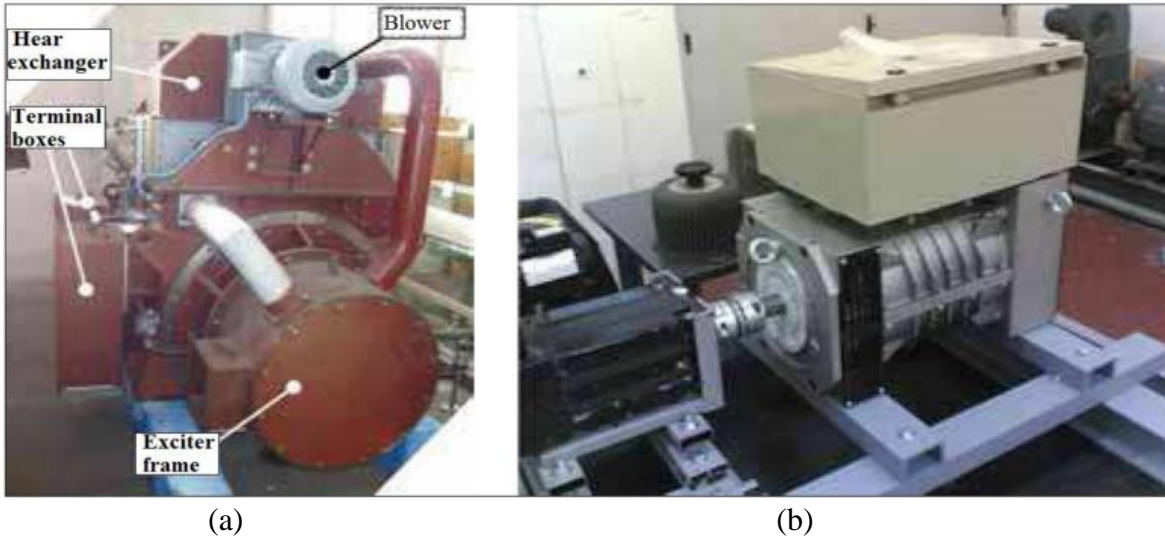 Blower
Hear
exchanger
Terminal
boxes
Exciter
frame
(a)
(b)